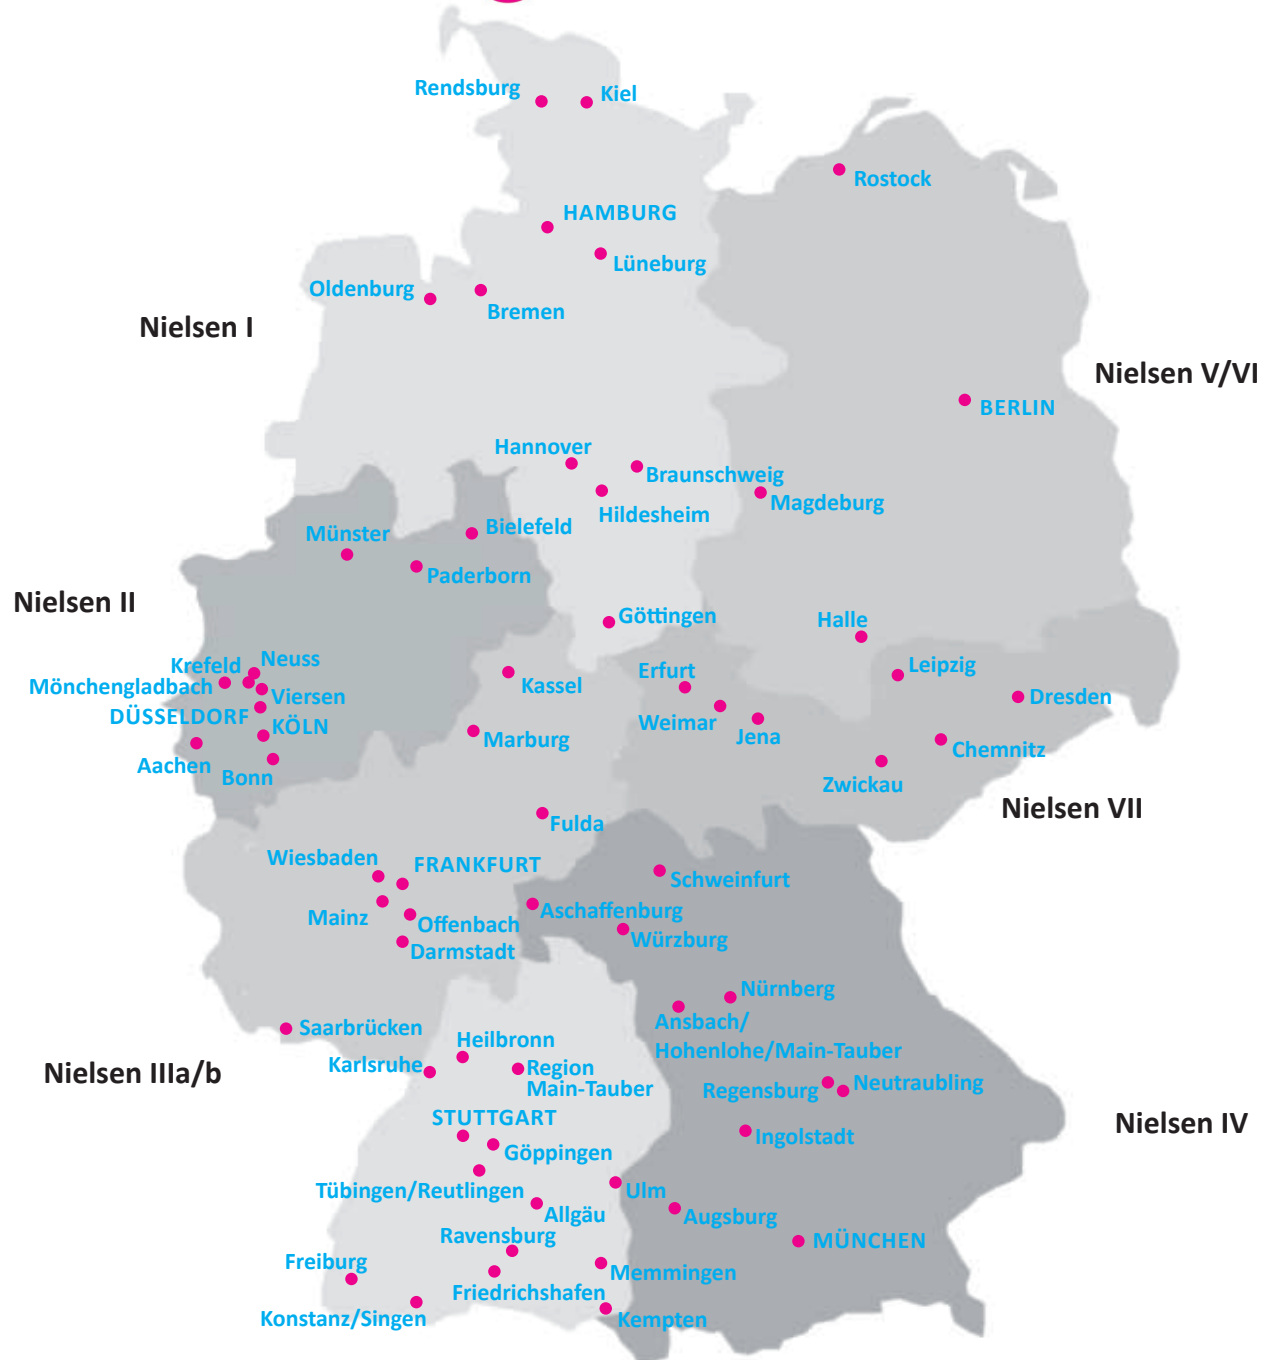 Rendsburg
Kiel
Rostock
HAMBURG
Lüneburg
Oldenburg
Bremen
Nielsen I
Nielsen V/VI
BERLIN
Hannover
Braunschweig
Magdeburg
Hildesheim
Bielefeld
Münster
Paderborn
Nielsen II
Göttingen
Halle
Neuss
Krefeld
Leipzig
Erfurt
Kassel
Mönchengladbach
Viersen
Dresden
DÜSSELDORF
Weimar
KÖLN
Jena
Marburg
Chemnitz
Aachen
Bonn
Zwickau
Nielsen VII
Fulda
Wiesbaden
FRANKFURT
Schweinfurt
Mainz
Aschaffenburg
Offenbach
Würzburg
Darmstadt
Nürnberg
Ansbach/
Hohenlohe/Main-Tauber
Saarbrücken
Heilbronn
Karlsruhe
Region
Main-Tauber
Nielsen IIIa/b
Regensburg
Neutraubling
STUTTGART
Nielsen IV
Ingolstadt
Göppingen
Tübingen/Reutlingen
Ulm
Allgäu
Augsburg
Ravensburg
MÜNCHEN
Freiburg
Memmingen
Friedrichshafen
Konstanz/Singen
Kempten